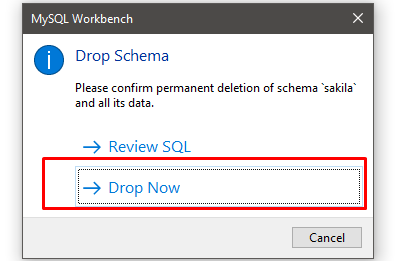 MySQL Workbench
Drop Schema
Please confirm permanent deletion of schema `sakila`
and all its data.
Review SQL
Drop Now
Cancel